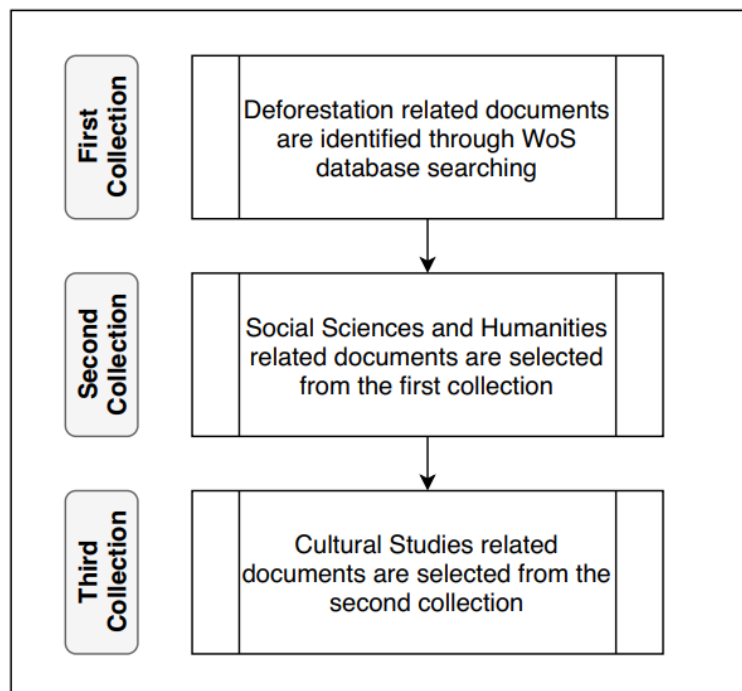 First
Collection
Deforestation related documents
are identified through WoS
database searching
Second
Collection
Social Sciences and Humanities
related documents are selected
from the first collection
Third
Collection
Cultural Studies related
documents are selected from the
second collection